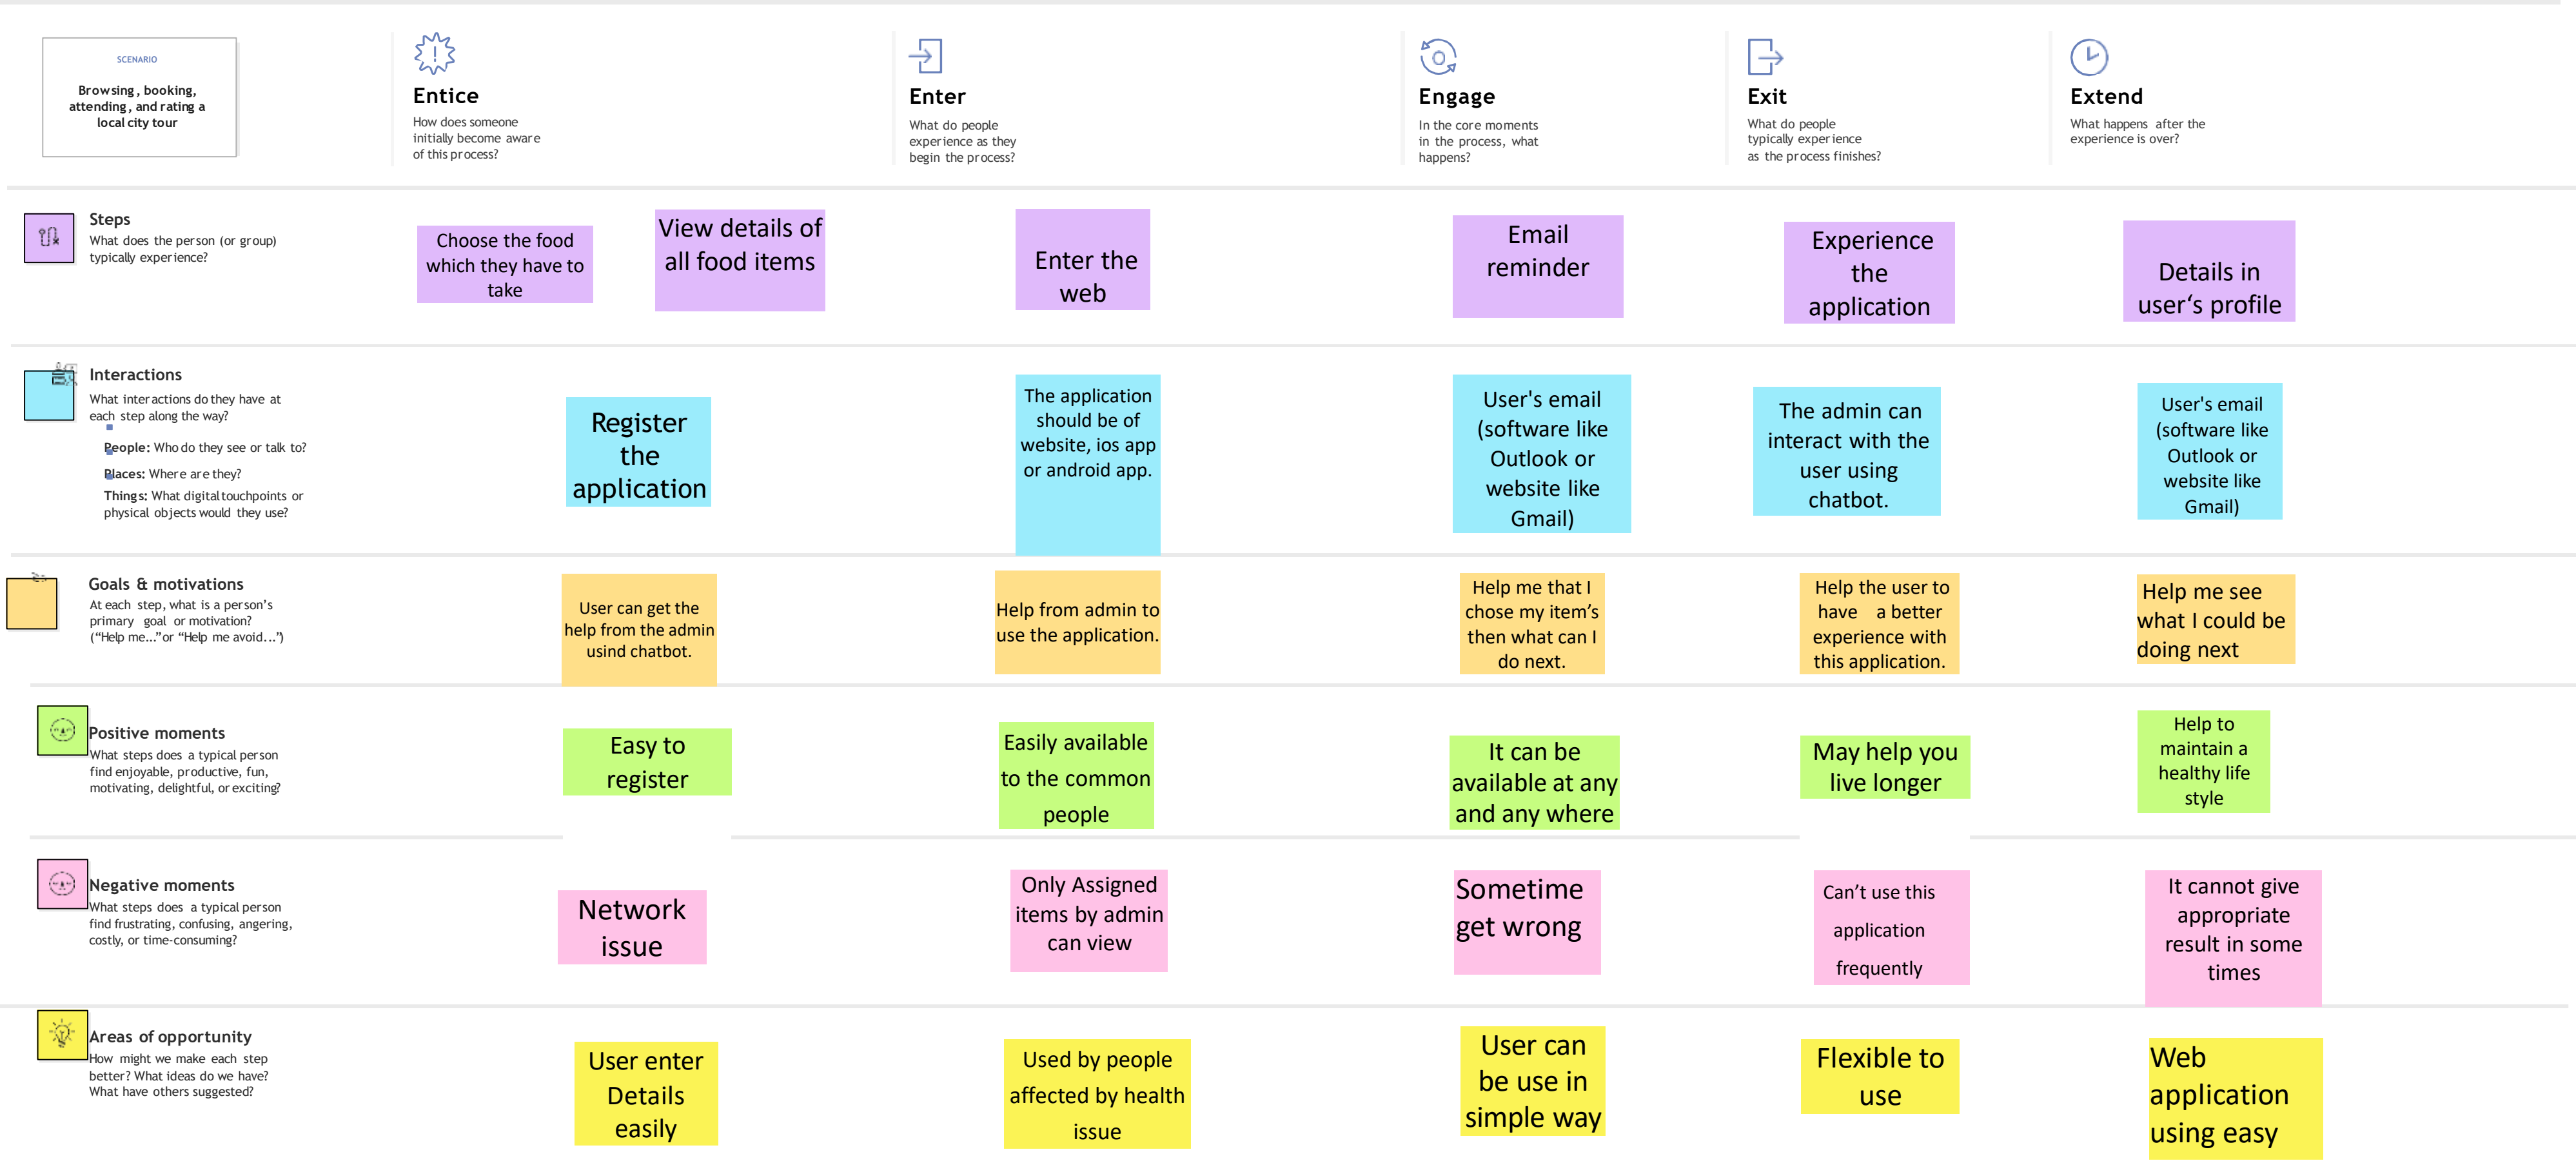 SCENARIO
Browsing, booking,
attending, and rating a
local city tour
Entice
How does someone
initially become aware
of this process?
Enter
What do people
experience as they
begin the process?
Engage
In the core moments
in the process, what
happens?
Exit
What do people
typically experience
as the process finishes?
Extend
What happens after the
experience is over?
Steps
What does the person (or group)
typically experience?
Choose the food
which they have to
take
View details of
all food items
Enter the
web
Email
reminder
Experience
the
application
Details in
user‘s profile
Interactions
What interactions do they have at
each step along the way?
People: Who do they see or talk to?
Places: Where are they?
Things: What digital touchpoints or
physical objects would they use?
Register
the
application
The application
should be of
website, ios app
or android app.
User's email
(software like
Outlook or
website like
Gmail)
The admin can
interact with the
user using
chatbot.
User's email
(software like
Outlook or
website like
Gmail)
Goals & motivations
At each step, what is a person’s
primary goal or motivation?
(“Help me...” or “Help me avoid...”)
User can get the
help from the admin
usind chatbot.
Help from admin to
use the application.
Help me that I
chose my item’s
then what can I
do next.
Help the user to
have a better
experience with
this application.
Help me see
what I could be
doing next
Positive moments
What steps does a typical person
find enjoyable, productive, fun,
motivating, delightful, or exciting?
Easy to
register
Easily available
to the common
people
It can be
available at any
and any where
May help you
live longer
Help to
maintain a
healthy life
style
Negative moments
What steps does a typical person
find frustrating, confusing, angering,
costly, or time-consuming?
Network
issue
Only Assigned
items by admin
can view
Sometime
get wrong
Can’t use this
application
frequently
It cannot give
appropriate
result in some
times
Areas of opportunity
How might we make each step
better? What ideas do we have?
What have others suggested?
User enter
Details
easily
Used by people
affected by health
issue
User can
be use in
simple way
Flexible to
use
Web
application
using easy